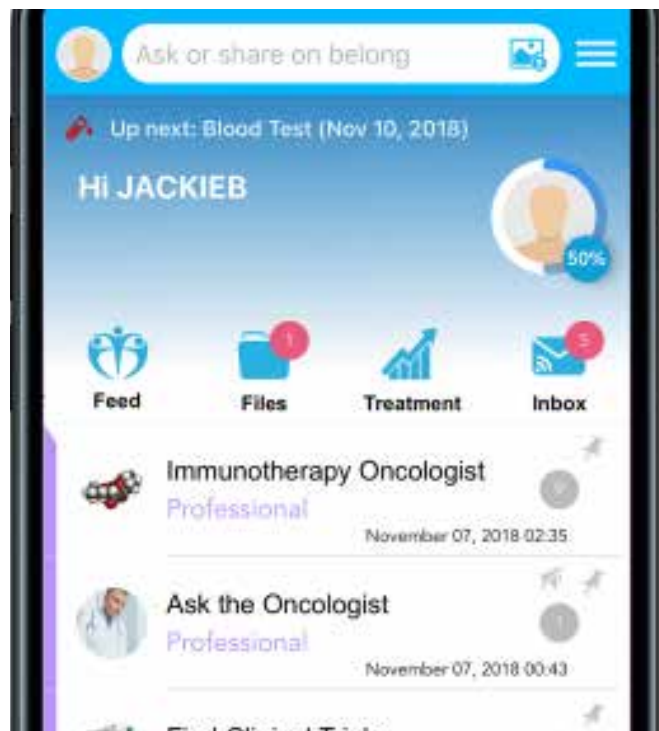 Ask or share on belong
Up next: Blood Test (Nov 10, 2018)
Hi JACKIEB
50%
1
5
Feed
Files
Treatment
Inbox
Immunotherapy Oncologist
Professional
November 07, 2018 02:35
Ask the Oncologist
Professional
November 07, 2018 00:43